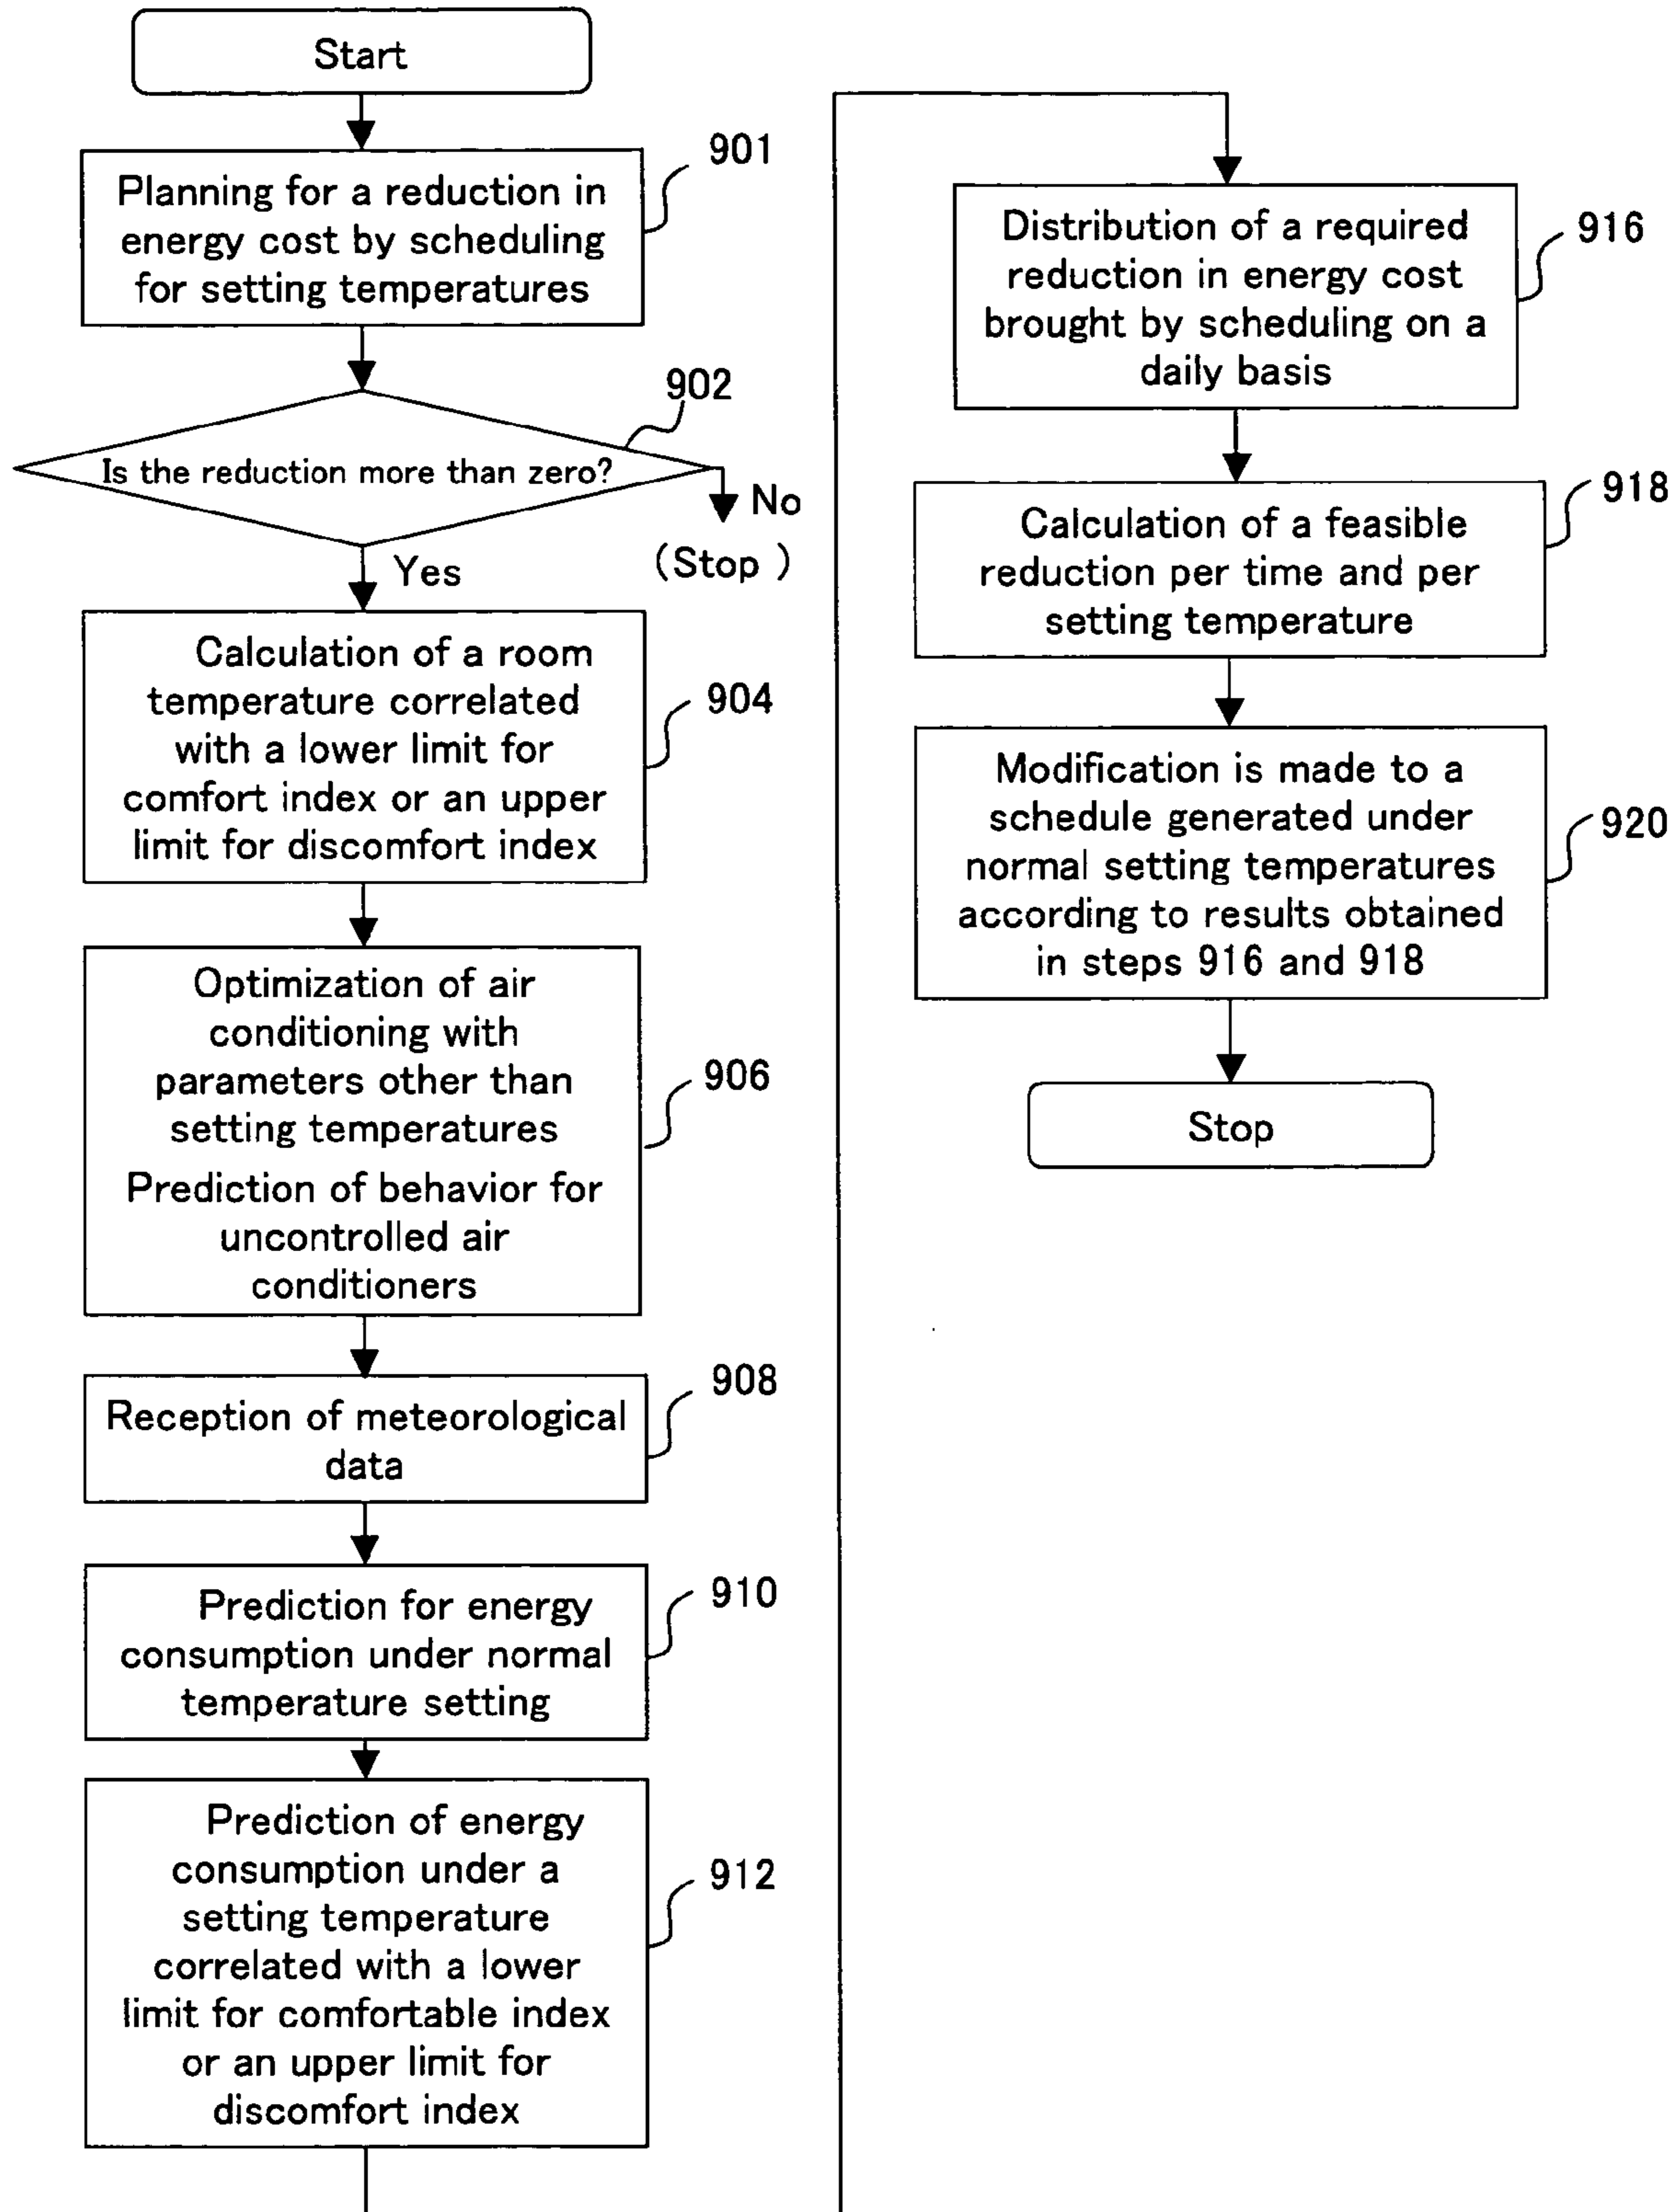 Start
901
Planning for a reduction in
energy cost by scheduling
for setting temperatures
902
Is the reduction more than zero?
No
(Stop )
Yes
Calculation of a room
temperature correlated
with a lower limit for
comfort index or an upper
limit for discomfort index
904
Optimization of air
conditioning with
parameters other than
setting temperatures
Prediction of behavior for
uncontrolled air
conditioners
906
908
Reception of meteorological
data
910
Prediction for energy
consumption under normal
temperature setting
Prediction of energy
consumption under a
setting temperature
correlated with a lower
limit for comfortable index
or an upper limit for
discomfort index
912
Distribution of a required
reduction in energy cost
brought by scheduling on a
daily basis
916
918
Calculation of a feasible
reduction per time and per
setting temperature
Modification is made to a
schedule generated under
normal setting temperatures
according to results obtained
in steps 916 and 918
920
Stop